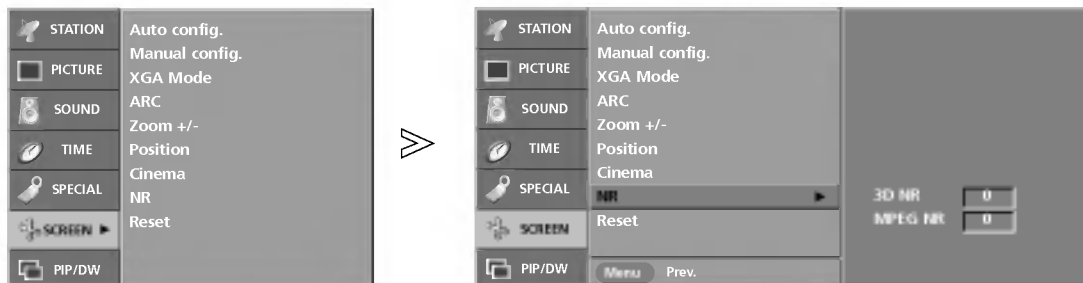 STATION
PICTURE
SOUND
TIME
SPECIAL
SCREEN
PIP/DW
Auto config.
Manual config.
XGA Mode
ARC
Zoom +/-
Position
Cinema
NR
Reset
STATION
PICTURE
SOUND
TIME
SPECIAL
SCREEN
PIP/DW
Auto config.
Manual config.
XGA Mode
ARC
Zoom +/-
Position
Cinema
NR
Reset
Menu Prev.
3D NR 0
MPEG NR 0